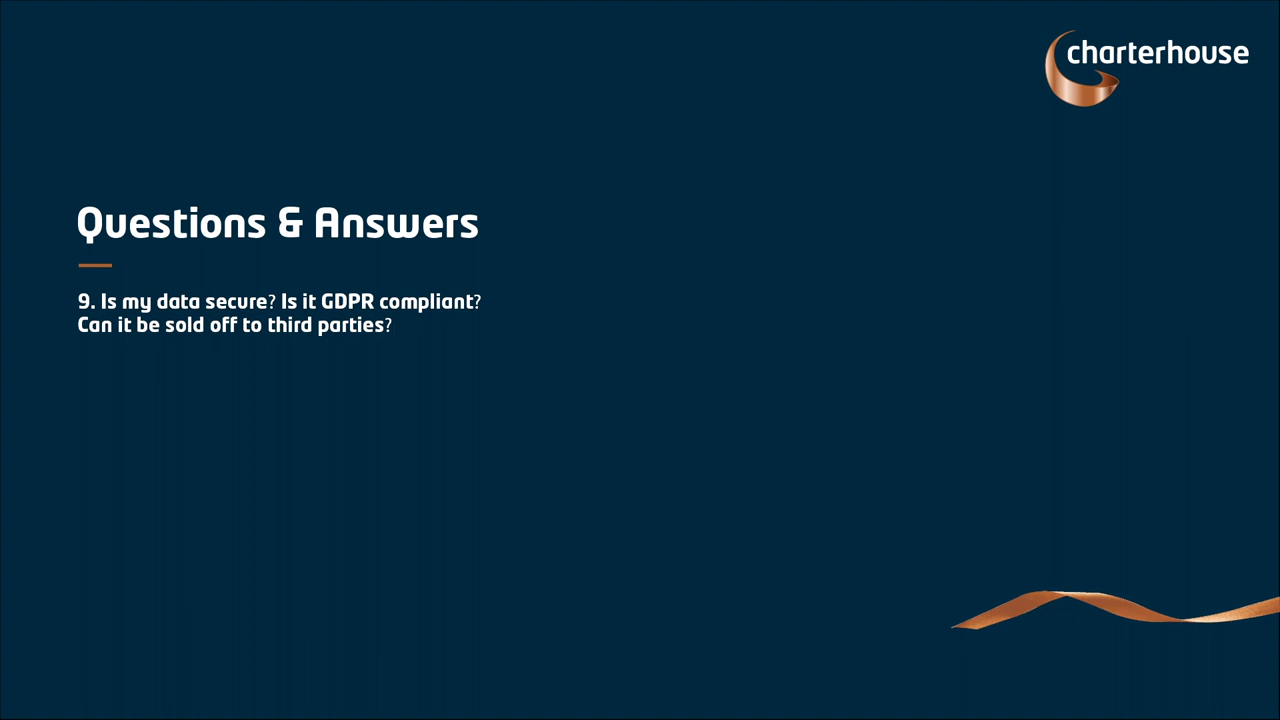 charterhouse
Questions & Answers
9. Is my data secure? Is it GDPR compliant?
Can it be sold off to third parties?